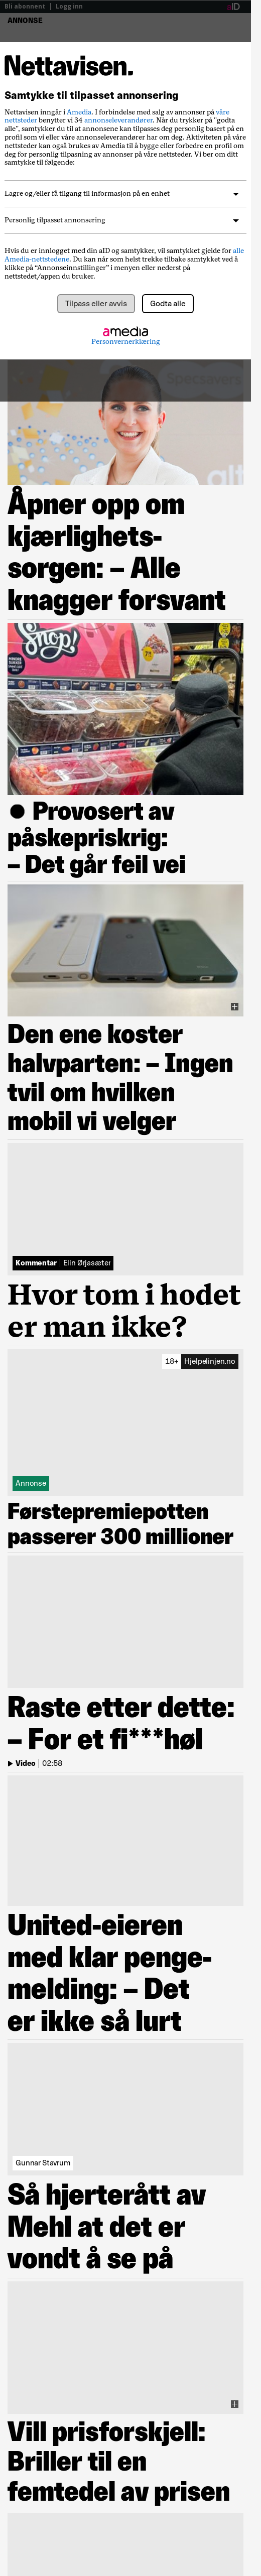 Bli abonnent | Logg inn
aID
ANNONSE
Nettavisen.
Samtykke til tilpasset annonsering
Nettavisen inngår i Amedia. I forbindelse med salg av annonser på våre
nettsteder benytter vi 34 annonseleverandører. Når du trykker på "godta
alle", samtykker du til at annonsene kan tilpasses deg personlig basert på en
profil som vi eller våre annonseleverandører har om deg. Aktiviteten på våre
nettsteder kan også brukes av Amedia til å bygge eller forbedre en profil om
deg for personlig tilpasning av annonser på våre nettsteder. Vi ber om ditt
samtykke til følgende:
Lagre og/eller få tilgang til informasjon på en enhet
Personlig tilpasset annonsering
Hvis du er innlogget med din aID og samtykker, vil samtykket gjelde for alle
Amedia-nettstedene. Du kan når som helst trekke tilbake samtykket ved å
klikke på “Annonseinnstillinger” i menyen eller nederst på
nettstedet/appen du bruker.
Tilpass eller avvis
Godta alle
amedia
Personvernerklæring
Specsavers
alt
Åpner opp om
kjærlighets-
sorgen: – Alle
knagger forsvant
Snop!
Provosert av
påskepriskrig:
– Det går feil vei
Den ene koster
halvparten: – Ingen
tvil om hvilken
mobil vi velger
Kommentar | Elin Ørjasæter
Hvor tom i hodet
er man ikke?
18+ Hjelpelinjen.no
Annonse
Førstepremiepotten
passerer 300 millioner
Raste etter dette:
– For et fi***høl
Video | 02:58
United-eieren
med klar penge-
melding: – Det
er ikke så lurt
Gunnar Stavrum
Så hjerterått av
Mehl at det er
vondt å se på
Vill prisforskjell:
Briller til en
femtedel av prisen